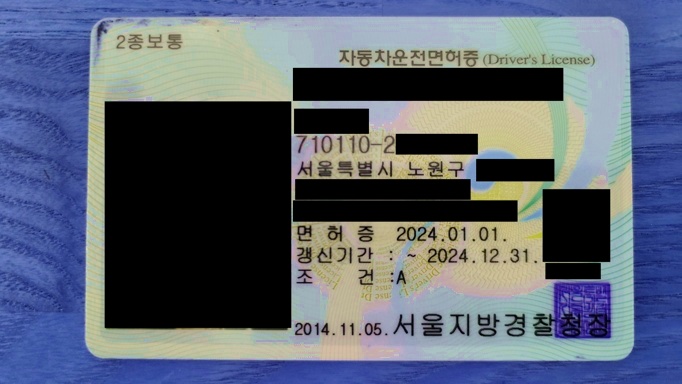 2종보통
자동차운전면허증 (Driver's License)
710110-2
서울특별시 노원구
면 허 증 2024.01.01.
갱신기간 : ~ 2024.12.31.
조 건 :A
2014.11.05. 서울지방경찰청장